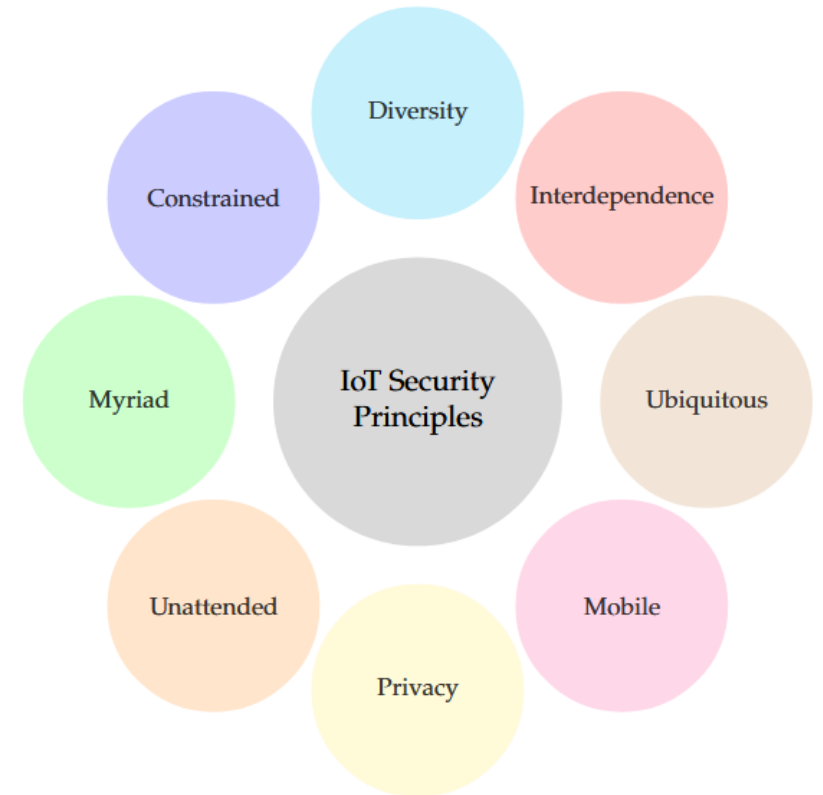 Diversity
Constrained
Interdependence
IoT Security
Principles
Myriad
Ubiquitous
Unattended
Mobile
Privacy